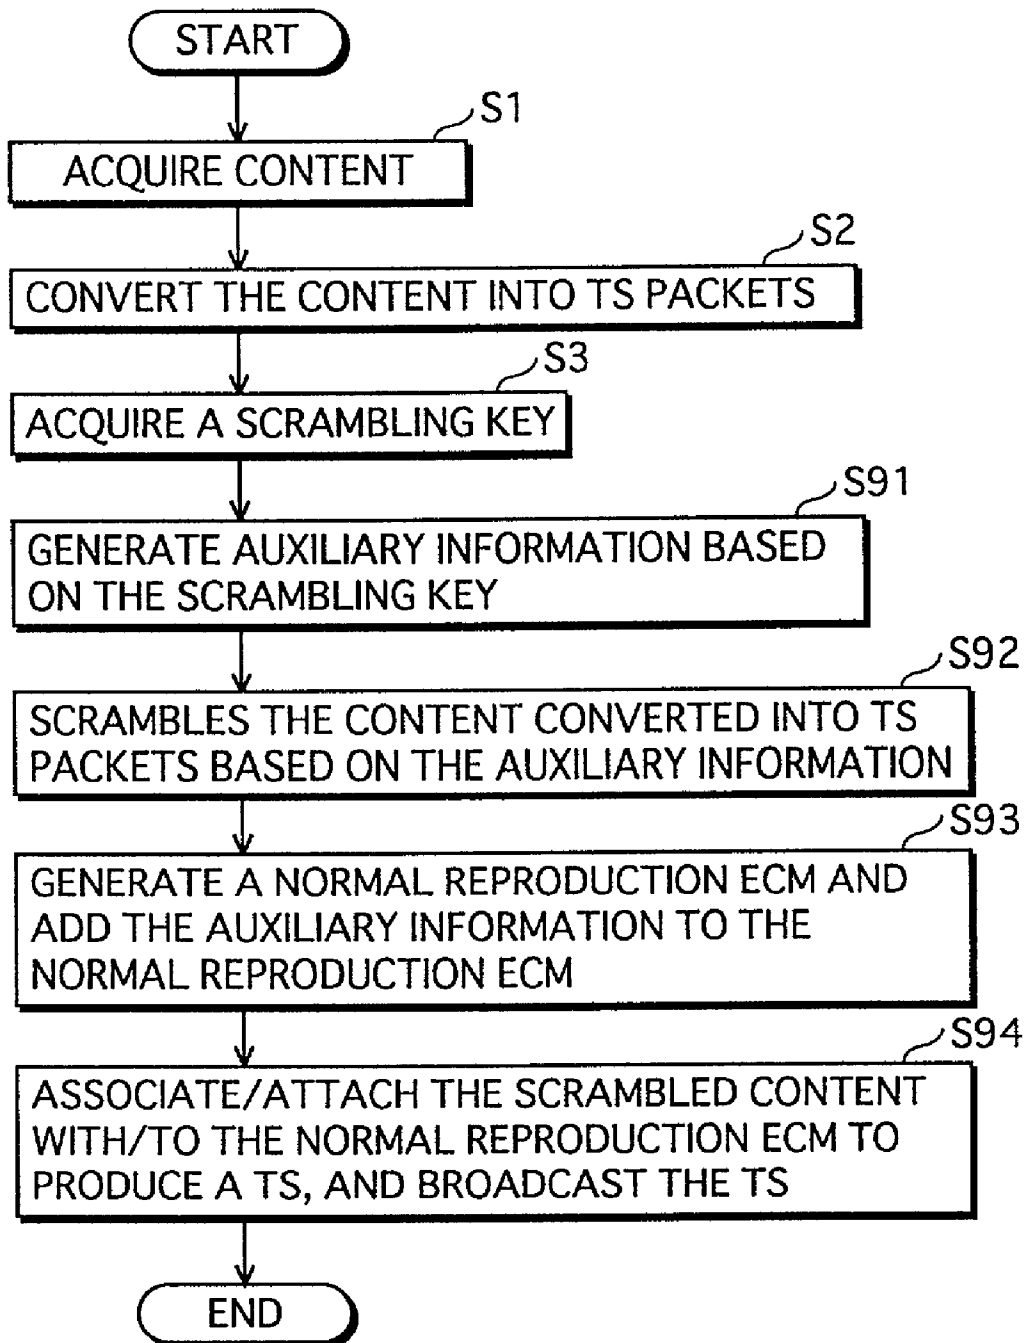 START
S1
ACQUIRE CONTENT
S2
CONVERT THE CONTENT INTO TS PACKETS
S3
ACQUIRE A SCRAMBLING KEY
S91
GENERATE AUXILIARY INFORMATION BASED
ON THE SCRAMBLING KEY
S92
SCRAMBLES THE CONTENT CONVERTED INTO TS
PACKETS BASED ON THE AUXILIARY INFORMATION
S93
GENERATE A NORMAL REPRODUCTION ECM AND
ADD THE AUXILIARY INFORMATION TO THE
NORMAL REPRODUCTION ECM
S94
ASSOCIATE/ATTACH THE SCRAMBLED CONTENT
WITH/TO THE NORMAL REPRODUCTION ECM TO
PRODUCE A TS, AND BROADCAST THE TS
END